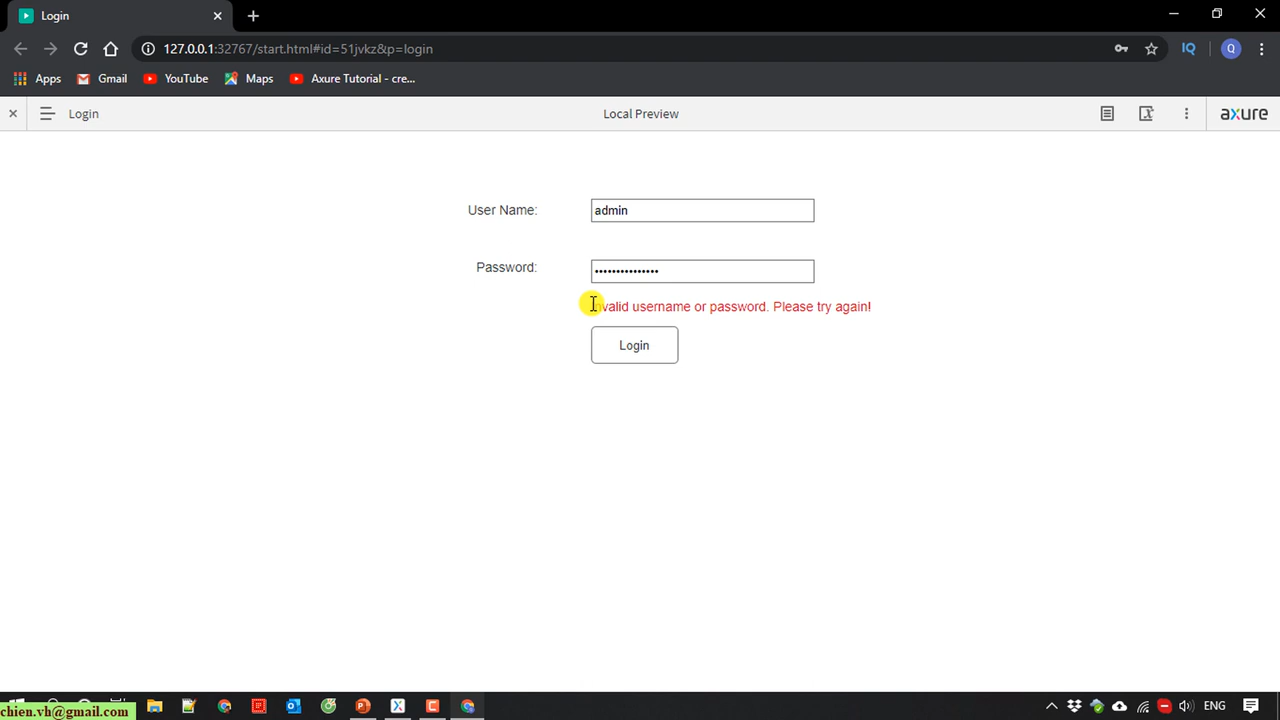 Login
127.0.0.1:32767/start.html#id=51jvkz&p=login
IQ
Q
Apps
Gmail
YouTube
Maps
Axure Tutorial - cre...
Login
Local Preview
axure
User Name:
admin
Password:
•••••••••••••••
Invalid username or password. Please try again!
Login
chien.vh@gmail.com
ENG